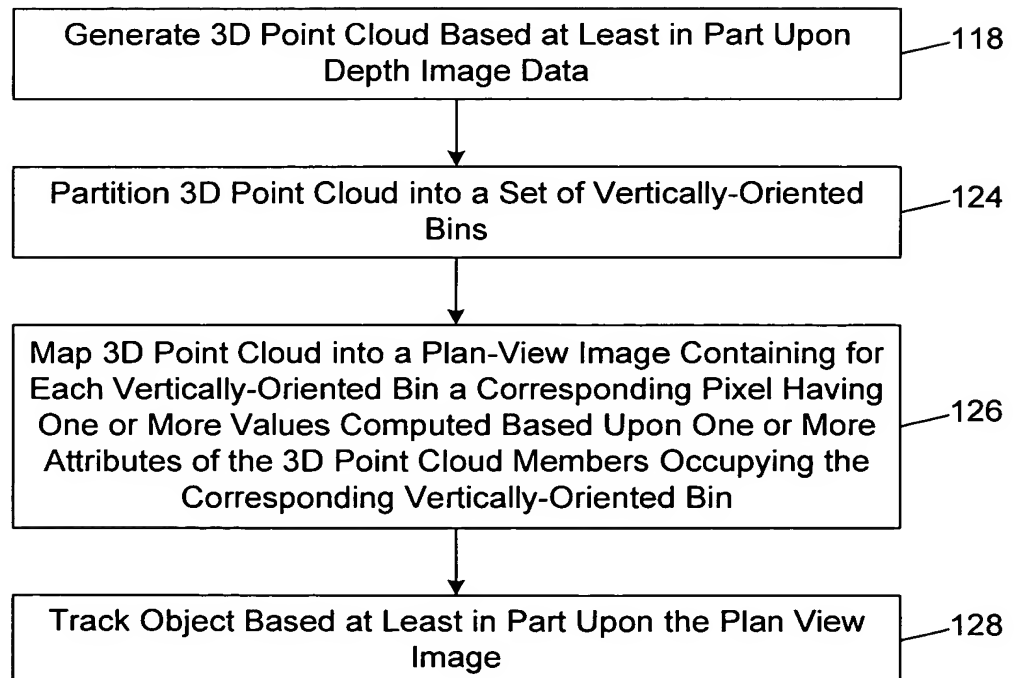 Generate 3D Point Cloud Based at Least in Part Upon
Depth Image Data
118
Partition 3D Point Cloud into a Set of Vertically-Oriented
Bins
124
Map 3D Point Cloud into a Plan-View Image Containing for
Each Vertically-Oriented Bin a Corresponding Pixel Having
One or More Values Computed Based Upon One or More
Attributes of the 3D Point Cloud Members Occupying the
Corresponding Vertically-Oriented Bin
126
Track Object Based at Least in Part Upon the Plan View
Image
128